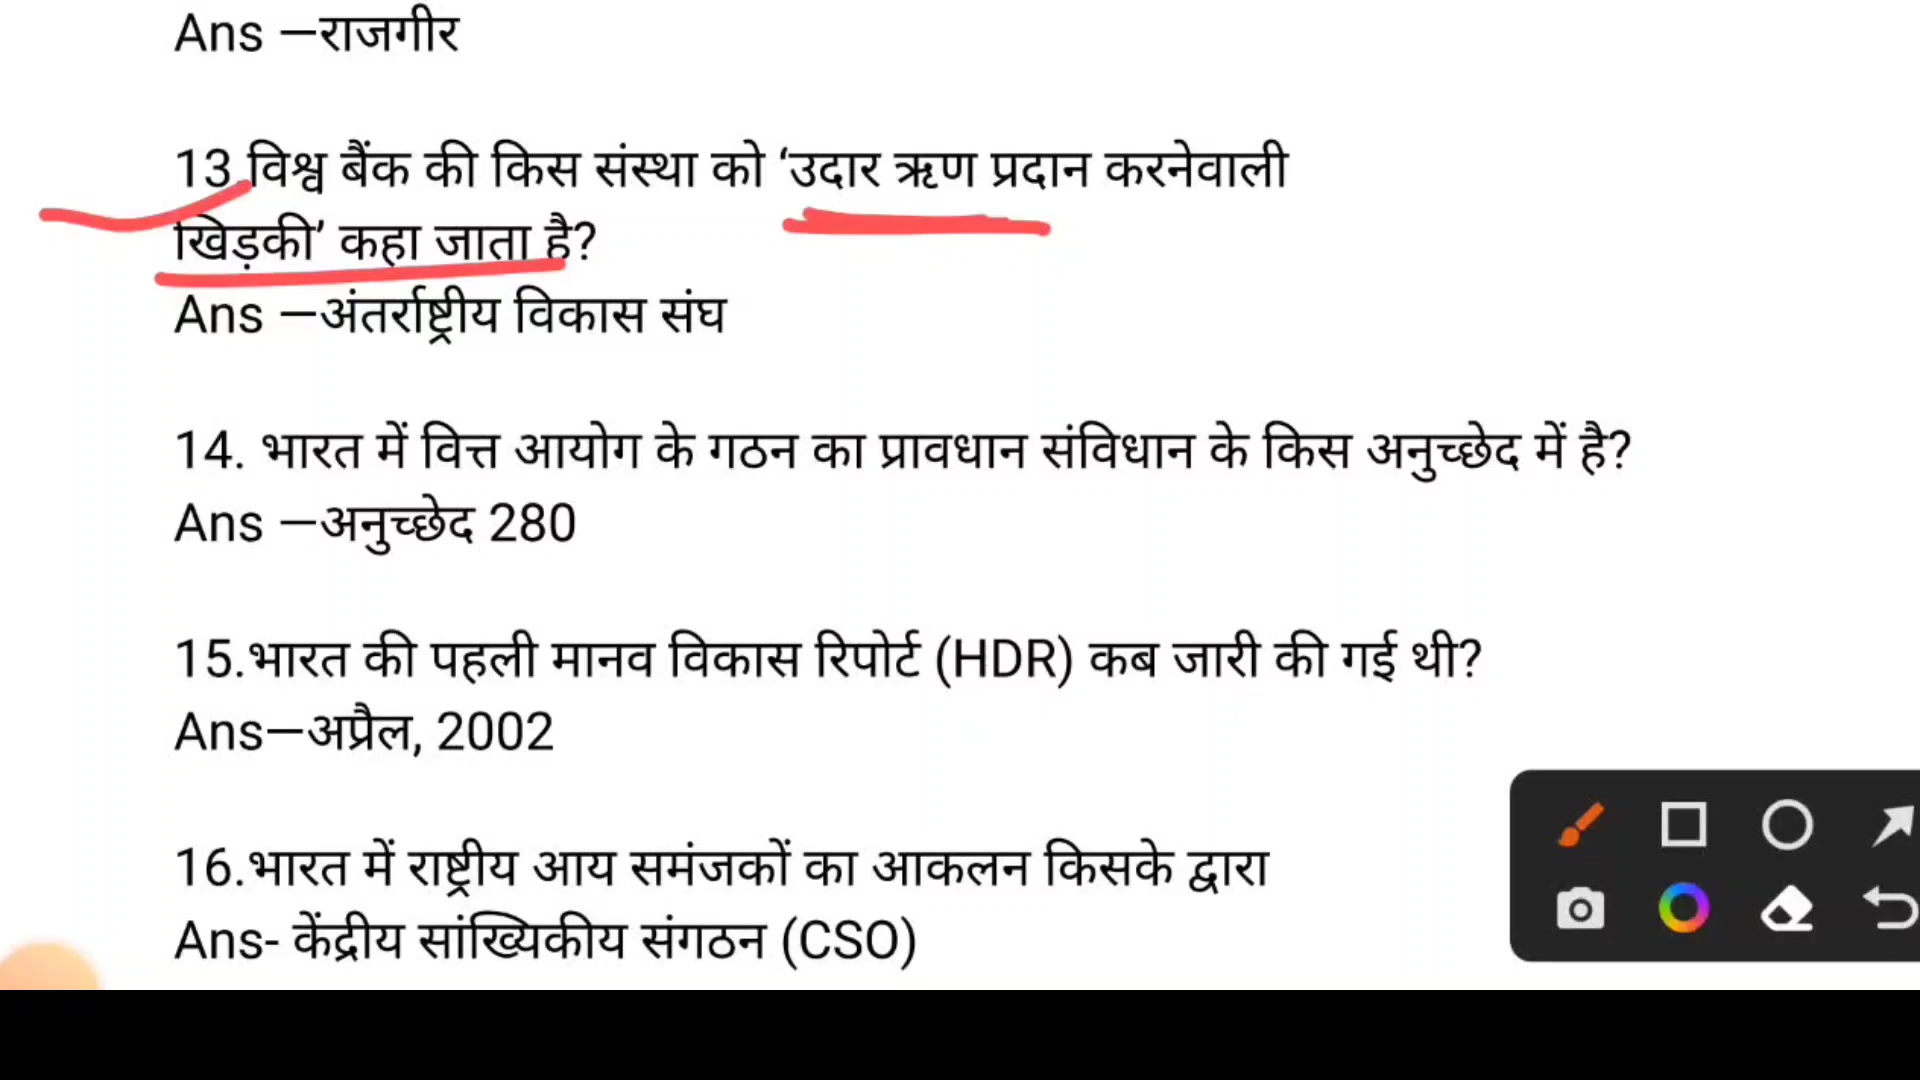 Ans —राजगीर
13 विश्व बैंक की किस संस्था को ‘उदार ऋण प्रदान करनेवाली
खिड़की’ कहा जाता है?
Ans —अंतर्राष्ट्रीय विकास संघ
14. भारत में वित्त आयोग के गठन का प्रावधान संविधान के किस अनुच्छेद में है?
Ans —अनुच्छेद 280
15.भारत की पहली मानव विकास रिपोर्ट (HDR) कब जारी की गई थी?
Ans—अप्रैल, 2002
16.भारत में राष्ट्रीय आय समंजकों का आकलन किसके द्वारा
Ans- केंद्रीय सांख्यिकीय संगठन (CSO)